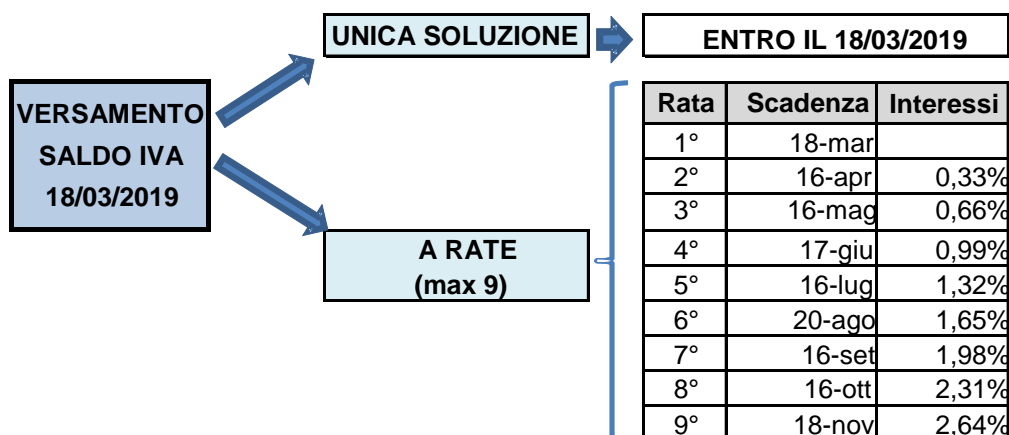 UNICA SOLUZIONE
ENTRO IL 18/03/2019
VERSAMENTO
SALDO IVA
18/03/2019
A RATE
(max 9)
Rata Scadenza Interessi
1° 18-mar
2° 16-apr 0,33%
3° 16-mag 0,66%
4° 17-giu 0,99%
5° 16-lug 1,32%
6° 20-ago 1,65%
7° 16-set 1,98%
8° 16-ott 2,31%
9° 18-nov 2,64%